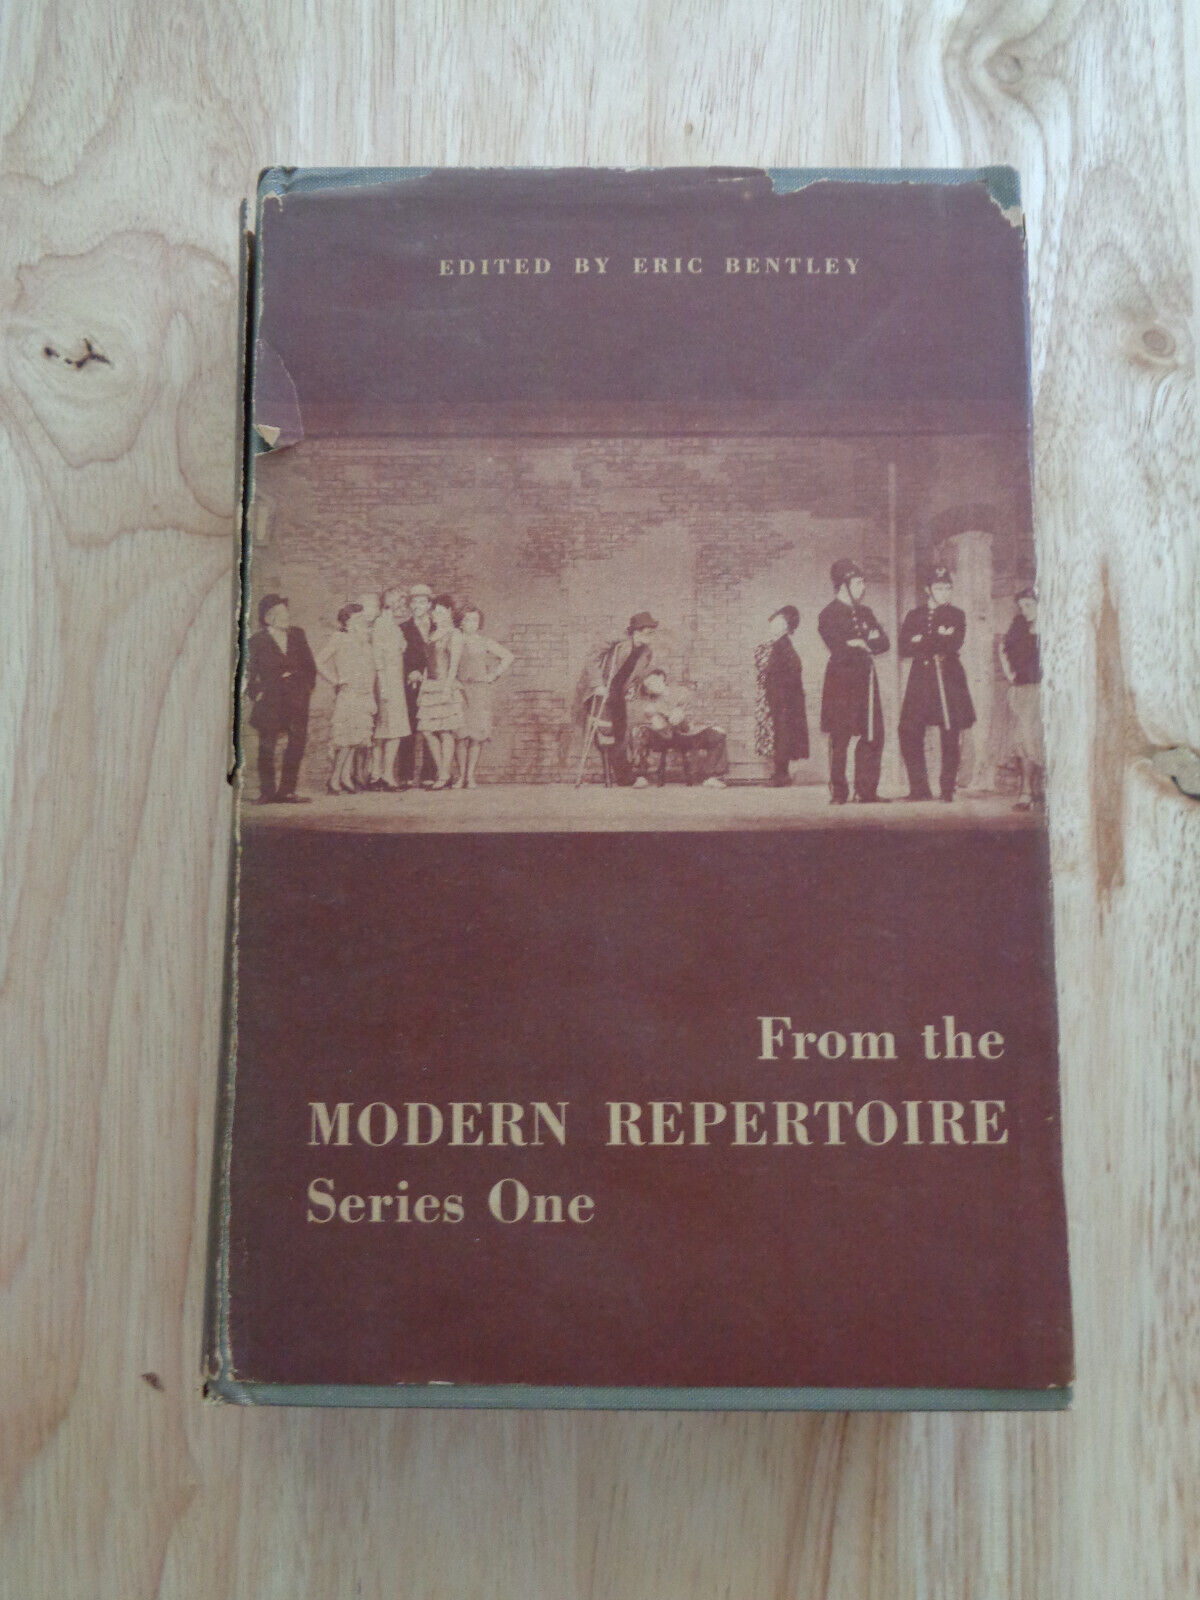 EDITED BY ERIC BENTLEY
From the
MODERN REPERTOIRE
Series One